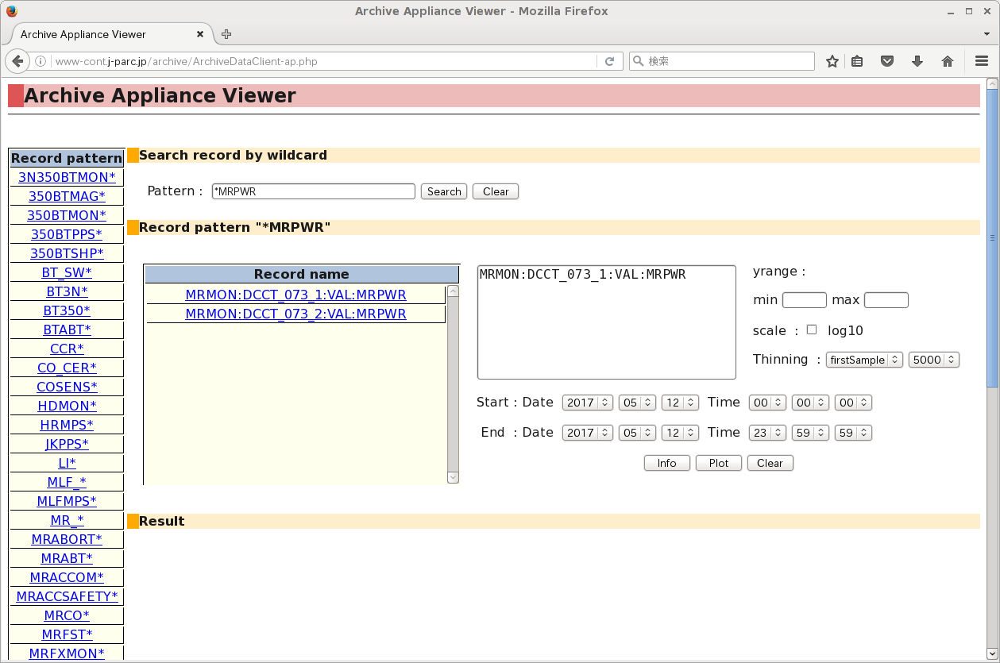 Archive Appliance Viewer - Mozilla Firefox
Archive Appliance Viewer
www-cont.j-parc.jp/archive/ArchiveDataClient-ap.php
検索
Archive Appliance Viewer
Record pattern
3N350BTMON*
350BTMAG*
350BTMON*
350BTPPS*
350BTSHP*
BT_SW*
BT3N*
BT350*
BTABT*
CCR*
CO_CER*
COSENS*
HDMON*
HRMPS*
JKPPS*
LI*
MLF_*
MLFMPS*
MR_*
MRABORT*
MRABT*
MRACCOM*
MRACCSAFETY*
MRCO*
MRFST*
MRFXMON*
Search record by wildcard
Pattern : *MRPWR Search Clear
Record pattern "*MRPWR"
Record name
MRMON:DCCT_073_1:VAL:MRPWR
MRMON:DCCT_073_2:VAL:MRPWR
MRMON:DCCT_073_1:VAL:MRPWR
yrange :
min max
scale : log10
Thinning : firstSample 5000
Start : Date 2017 05 12 Time 00 00 00
End : Date 2017 05 12 Time 23 59 59
Info Plot Clear
Result